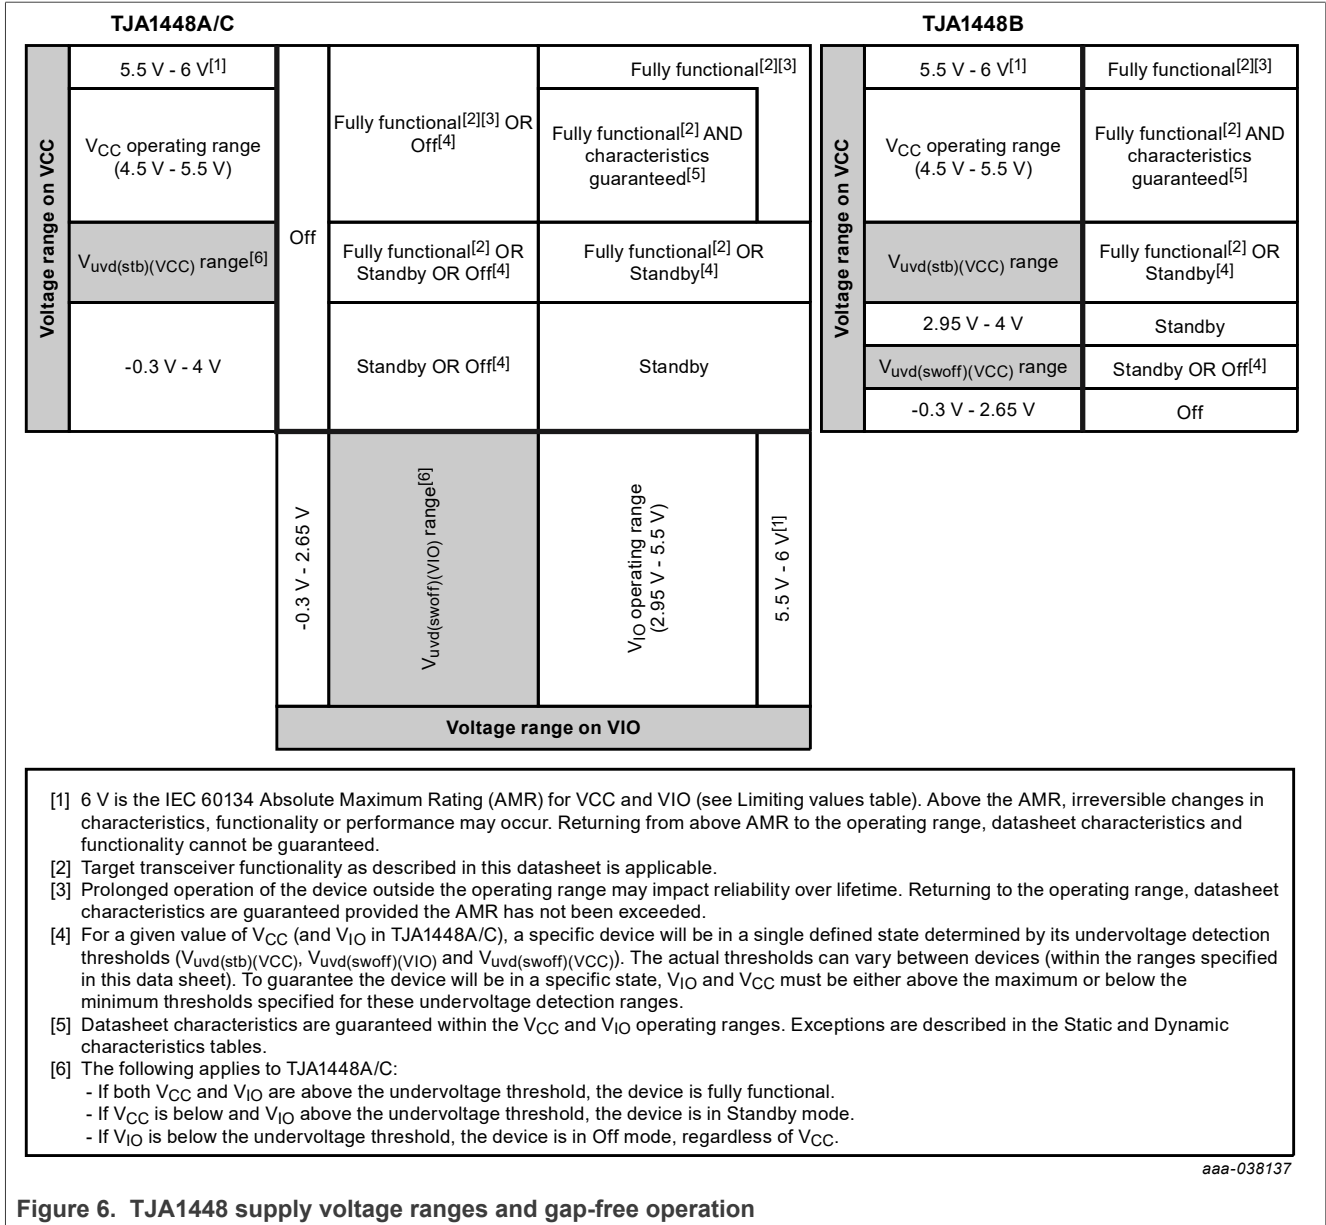 TJA1448A/C
TJA1448B
Voltage range on VCC
5.5 V - 6 V[1]
VCC operating range
(4.5 V - 5.5 V)
Vuvd(stb)(VCC) range[6]
-0.3 V - 4 V
Off
Fully functional[2][3] OR
Off[4]
Fully functional[2][3]
Fully functional[2] AND
characteristics
guaranteed[5]
Fully functional[2] OR
Standby OR Off[4]
Fully functional[2] OR
Standby[4]
Standby OR Off[4]
Standby
-0.3 V - 2.65 V
Vuvd(swoff)(VIO) range[6]
VIO operating range
(2.95 V - 5.5 V)
5.5 V - 6 V[1]
Voltage range on VIO
Voltage range on VCC
5.5 V - 6 V[1]
Fully functional[2][3]
VCC operating range
(4.5 V - 5.5 V)
Fully functional[2] AND
characteristics
guaranteed[5]
Vuvd(stb)(VCC) range
Fully functional[2] OR
Standby[4]
2.95 V - 4 V
Standby
Vuvd(swoff)(VCC) range
Standby OR Off[4]
-0.3 V - 2.65 V
Off
[1] 6 V is the IEC 60134 Absolute Maximum Rating (AMR) for VCC and VIO (see Limiting values table). Above the AMR, irreversible changes in
characteristics, functionality or performance may occur. Returning from above AMR to the operating range, datasheet characteristics and
functionality cannot be guaranteed.
[2] Target transceiver functionality as described in this datasheet is applicable.
[3] Prolonged operation of the device outside the operating range may impact reliability over lifetime. Returning to the operating range, datasheet
characteristics are guaranteed provided the AMR has not been exceeded.
[4] For a given value of VCC (and VIO in TJA1448A/C), a specific device will be in a single defined state determined by its undervoltage detection
thresholds (Vuvd(stb)(VCC), Vuvd(swoff)(VIO) and Vuvd(swoff)(VCC)). The actual thresholds can vary between devices (within the ranges specified
in this data sheet). To guarantee the device will be in a specific state, VIO and VCC must be either above the maximum or below the
minimum thresholds specified for these undervoltage detection ranges.
[5] Datasheet characteristics are guaranteed within the VCC and VIO operating ranges. Exceptions are described in the Static and Dynamic
characteristics tables.
[6] The following applies to TJA1448A/C:
- If both VCC and VIO are above the undervoltage threshold, the device is fully functional.
- If VCC is below and VIO above the undervoltage threshold, the device is in Standby mode.
- If VIO is below the undervoltage threshold, the device is in Off mode, regardless of VCC.
aaa-038137
Figure 6. TJA1448 supply voltage ranges and gap-free operation